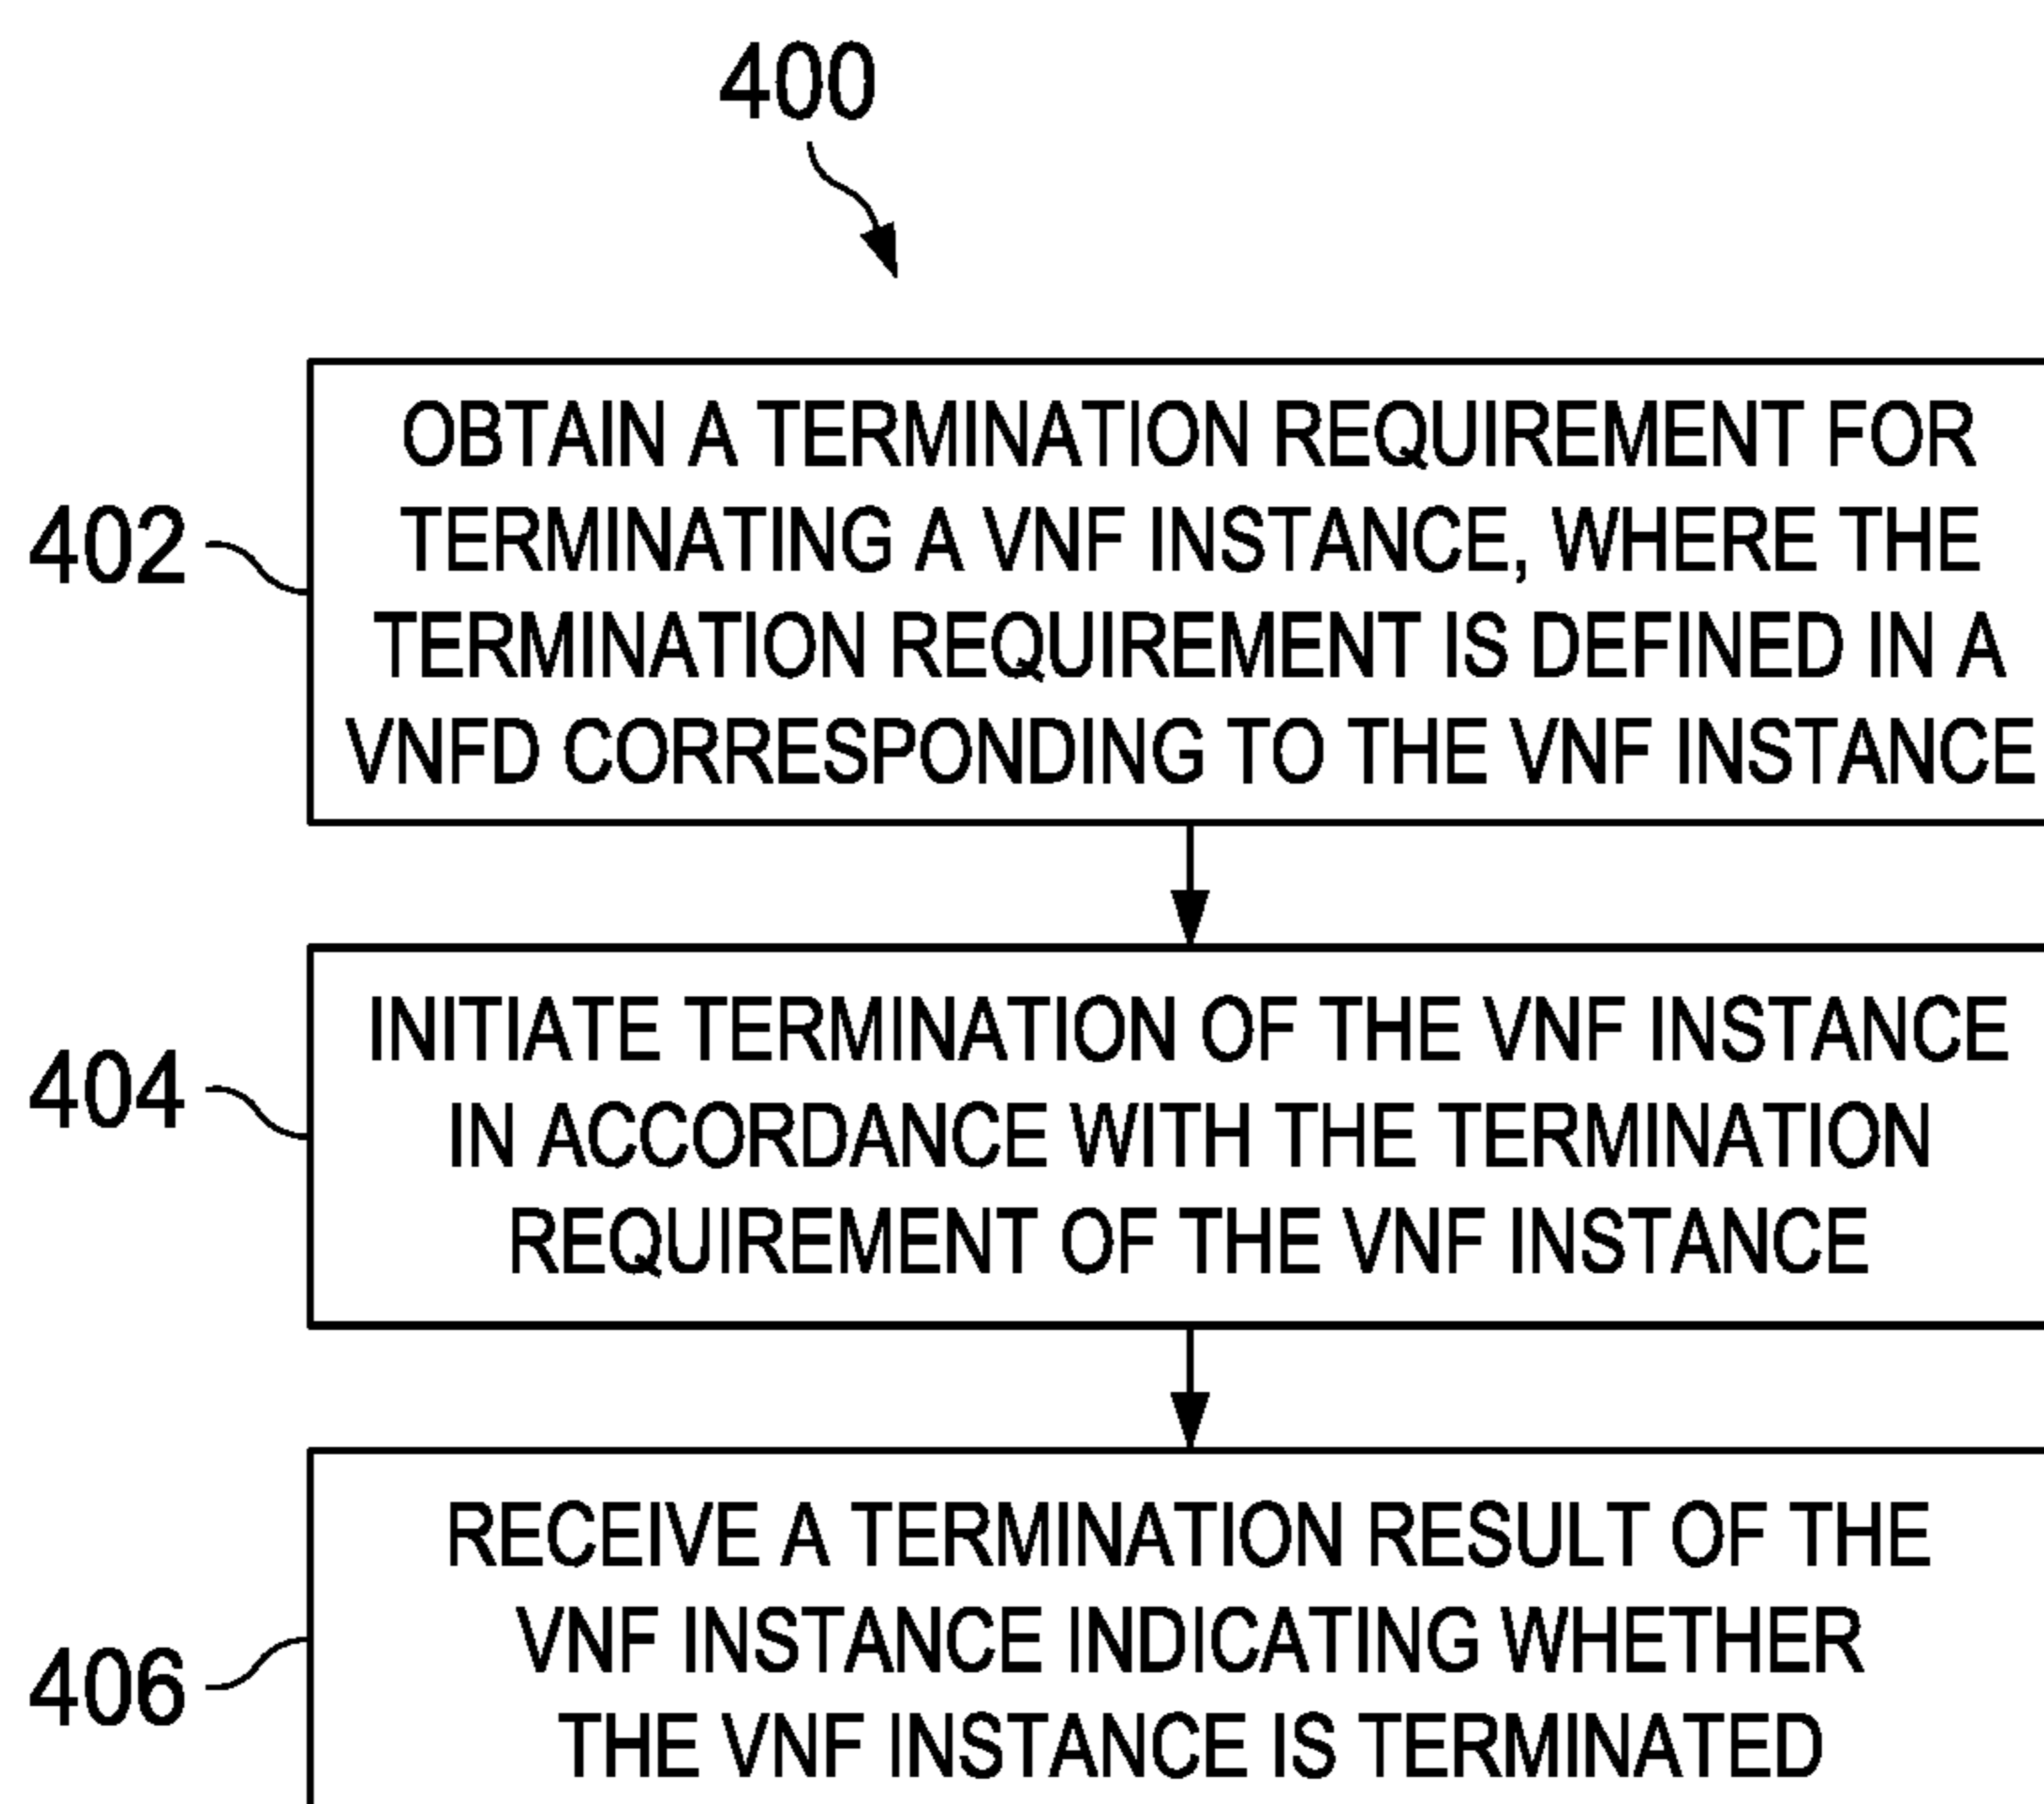 400
402
OBTAIN A TERMINATION REQUIREMENT FOR
TERMINATING A VNF INSTANCE, WHERE THE
TERMINATION REQUIREMENT IS DEFINED IN A
VNFD CORRESPONDING TO THE VNF INSTANCE
404
INITIATE TERMINATION OF THE VNF INSTANCE
IN ACCORDANCE WITH THE TERMINATION
REQUIREMENT OF THE VNF INSTANCE
406
RECEIVE A TERMINATION RESULT OF THE
VNF INSTANCE INDICATING WHETHER
THE VNF INSTANCE IS TERMINATED